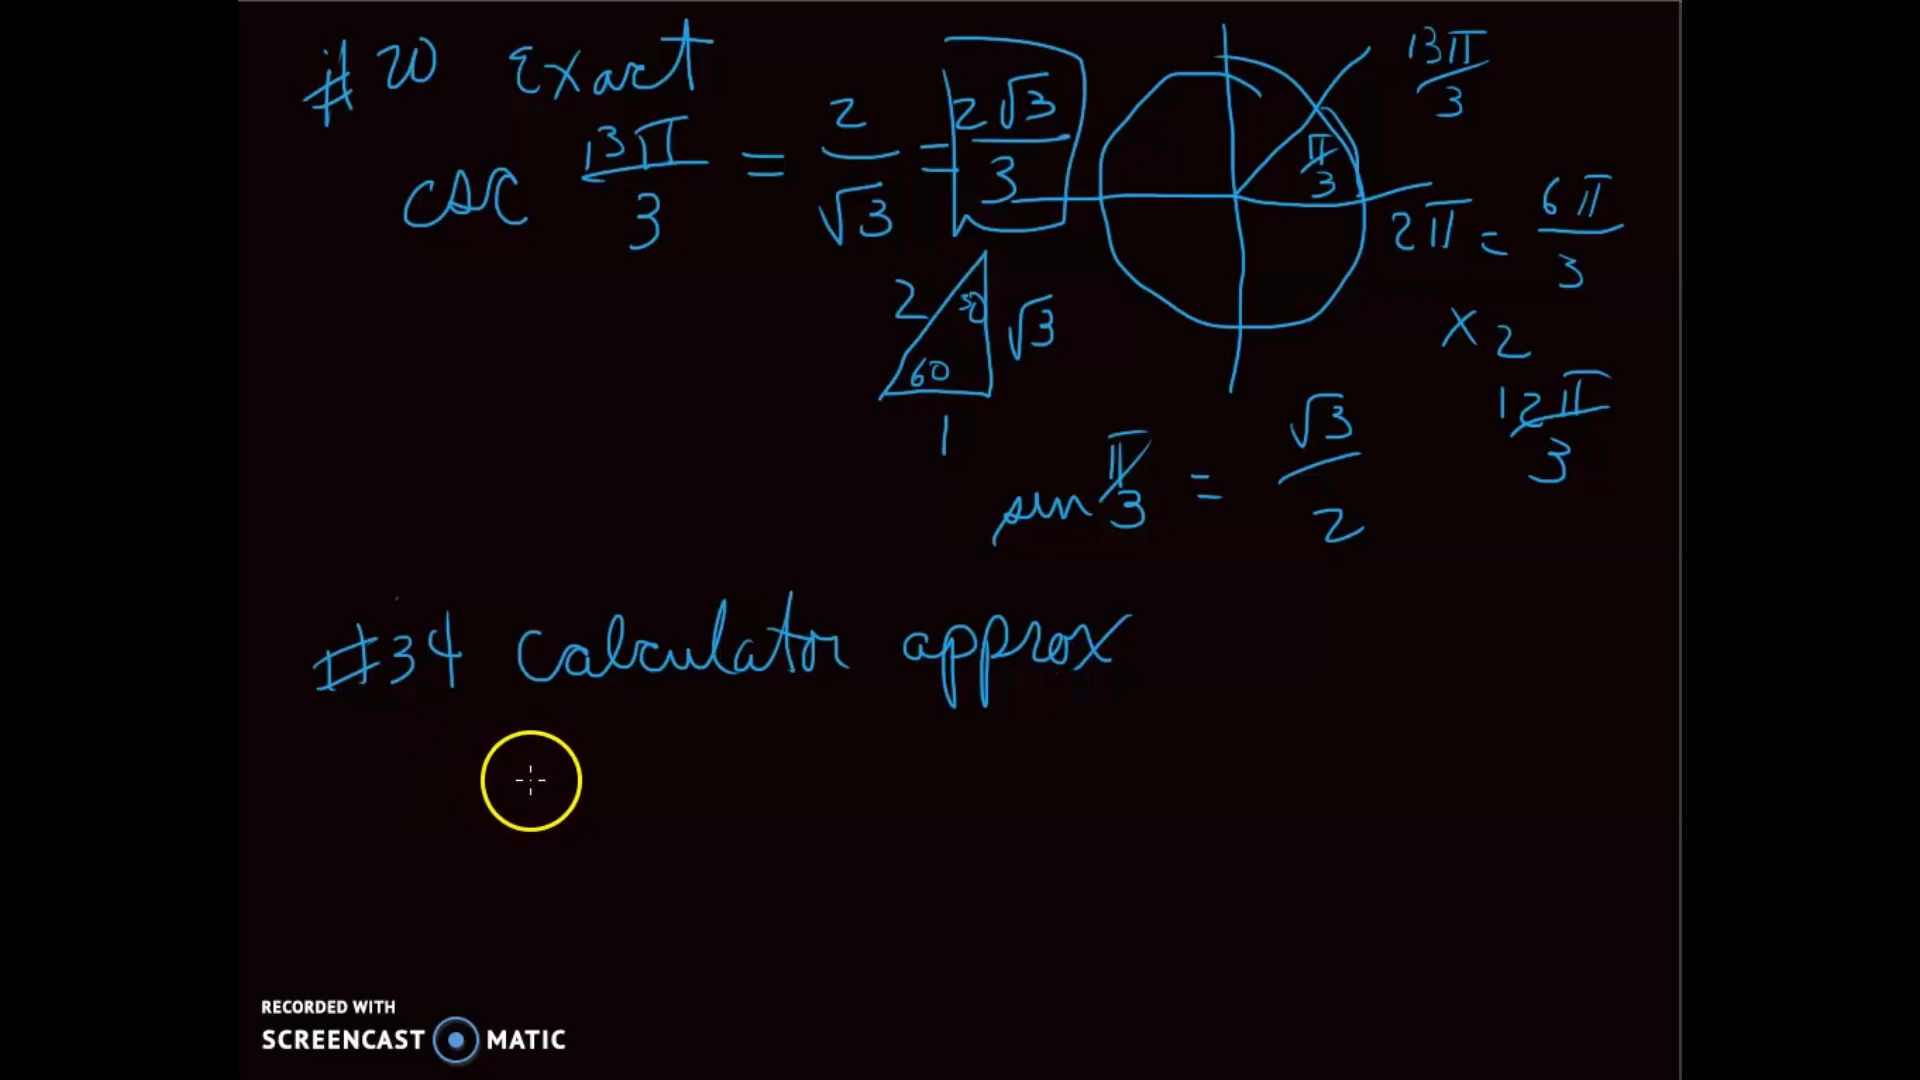 #20 Exact
csc 13π/3 = 2/√3 = 2√3/3
13π/3
π/3
2π = 6π/3
x 2
12π/3
2 30 √3
60
1
sin π/3 = √3/2
#34 Calculator approx
RECORDED WITH
SCREENCAST MATIC